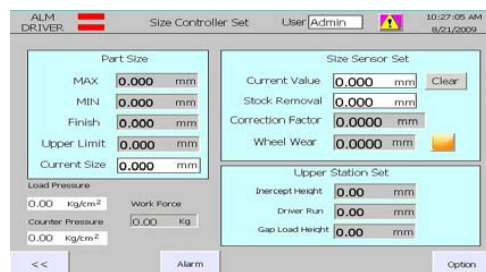 ALM
DRIVER
Size Controller Set
User Admin
10:27:05 AM
8/21/2009
Part Size
MAX 0.000 mm
MIN 0.000 mm
Finish 0.000 mm
Upper Limit 0.000 mm
Current Size 0.000 mm
Size Sensor Set
Current Value 0.000 mm Clear
Stock Removal 0.000 mm
Correction Factor 0.0000 mm
Wheel Wear 0.0000 mm
Upper Station Set
Inercept Height 0.00 mm
Driver Run 0.00 mm
Gap Load Height 0.00 mm
Load Pressure
0.00 Kg/cm²
Work Force
0.00 Kg
Counter Pressure
0.00 Kg/cm²
<<
Alarm
Option